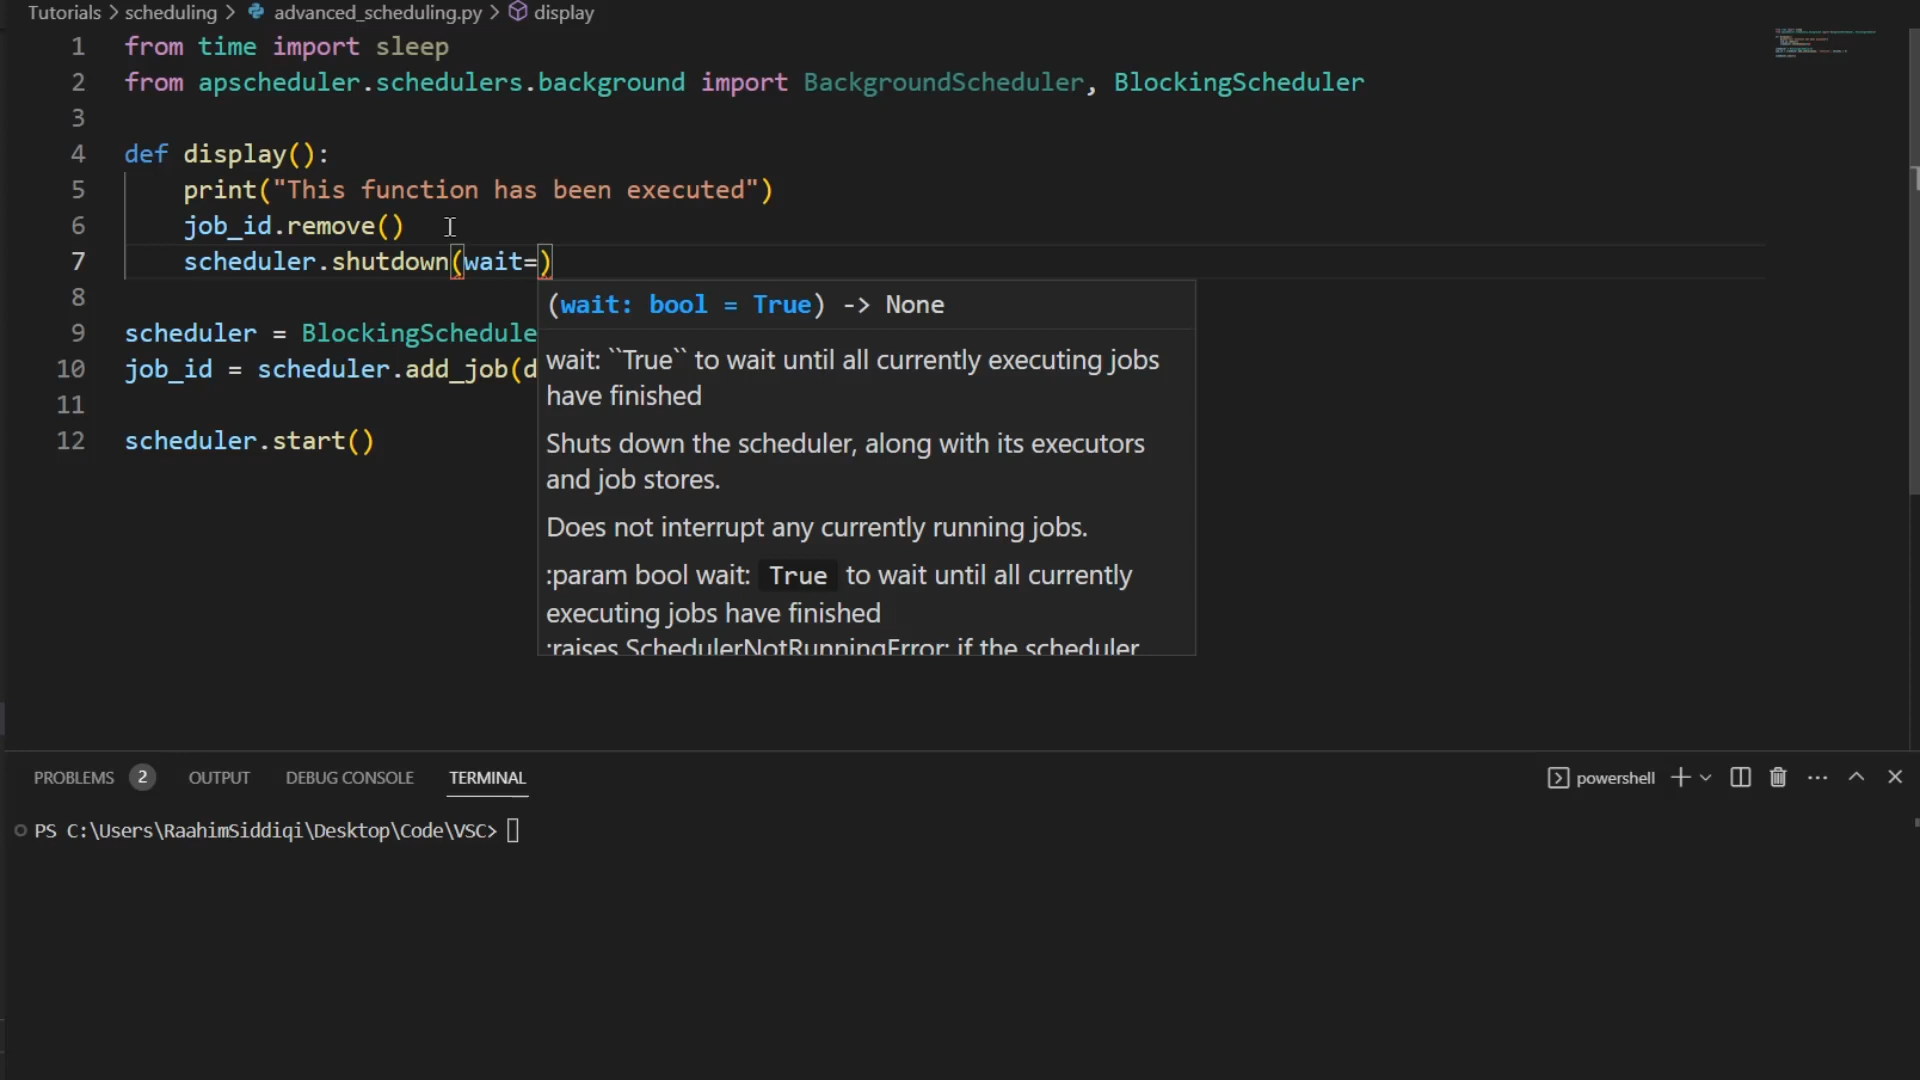 Tutorials > scheduling > advanced_scheduling.py > display
1 from time import sleep
2 from apscheduler.schedulers.background import BackgroundScheduler, BlockingScheduler
3
4 def display():
5 print("This function has been executed")
6 job_id.remove()
7 scheduler.shutdown(wait=)
8
9 scheduler = BlockingSchedule
10 job_id = scheduler.add_job(d
11
12 scheduler.start()
(wait: bool = True) -> None
wait: ``True`` to wait until all currently executing jobs
have finished
Shuts down the scheduler, along with its executors
and job stores.
Does not interrupt any currently running jobs.
:param bool wait: True to wait until all currently
executing jobs have finished
:raises SchedulerNotRunningError: if the scheduler
PROBLEMS 2 OUTPUT DEBUG CONSOLE TERMINAL powershell
PS C:\Users\RaahimSiddiqi\Desktop\Code\VSC>